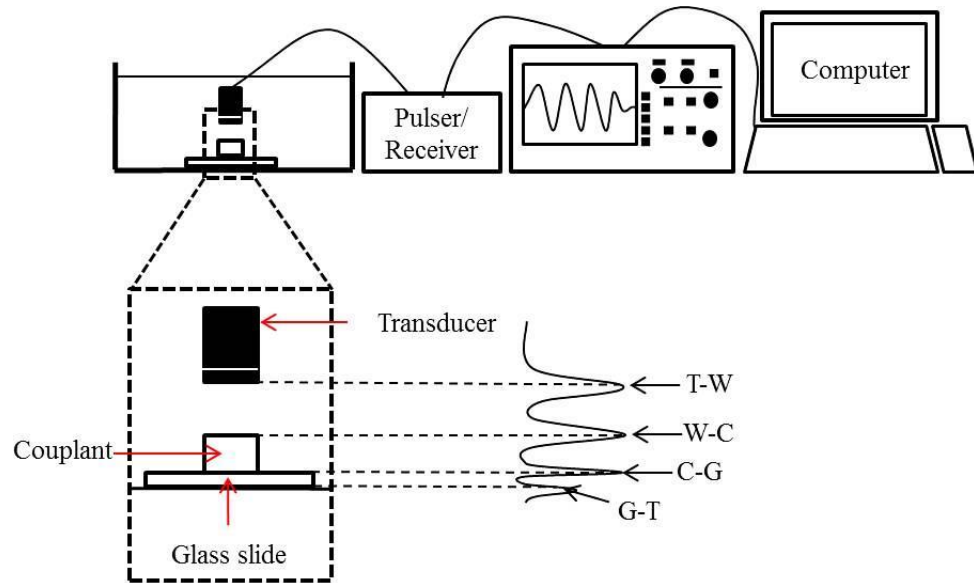 Pulser/
Receiver
Computer
Transducer
T-W
W-C
Couplant
C-G
G-T
Glass slide